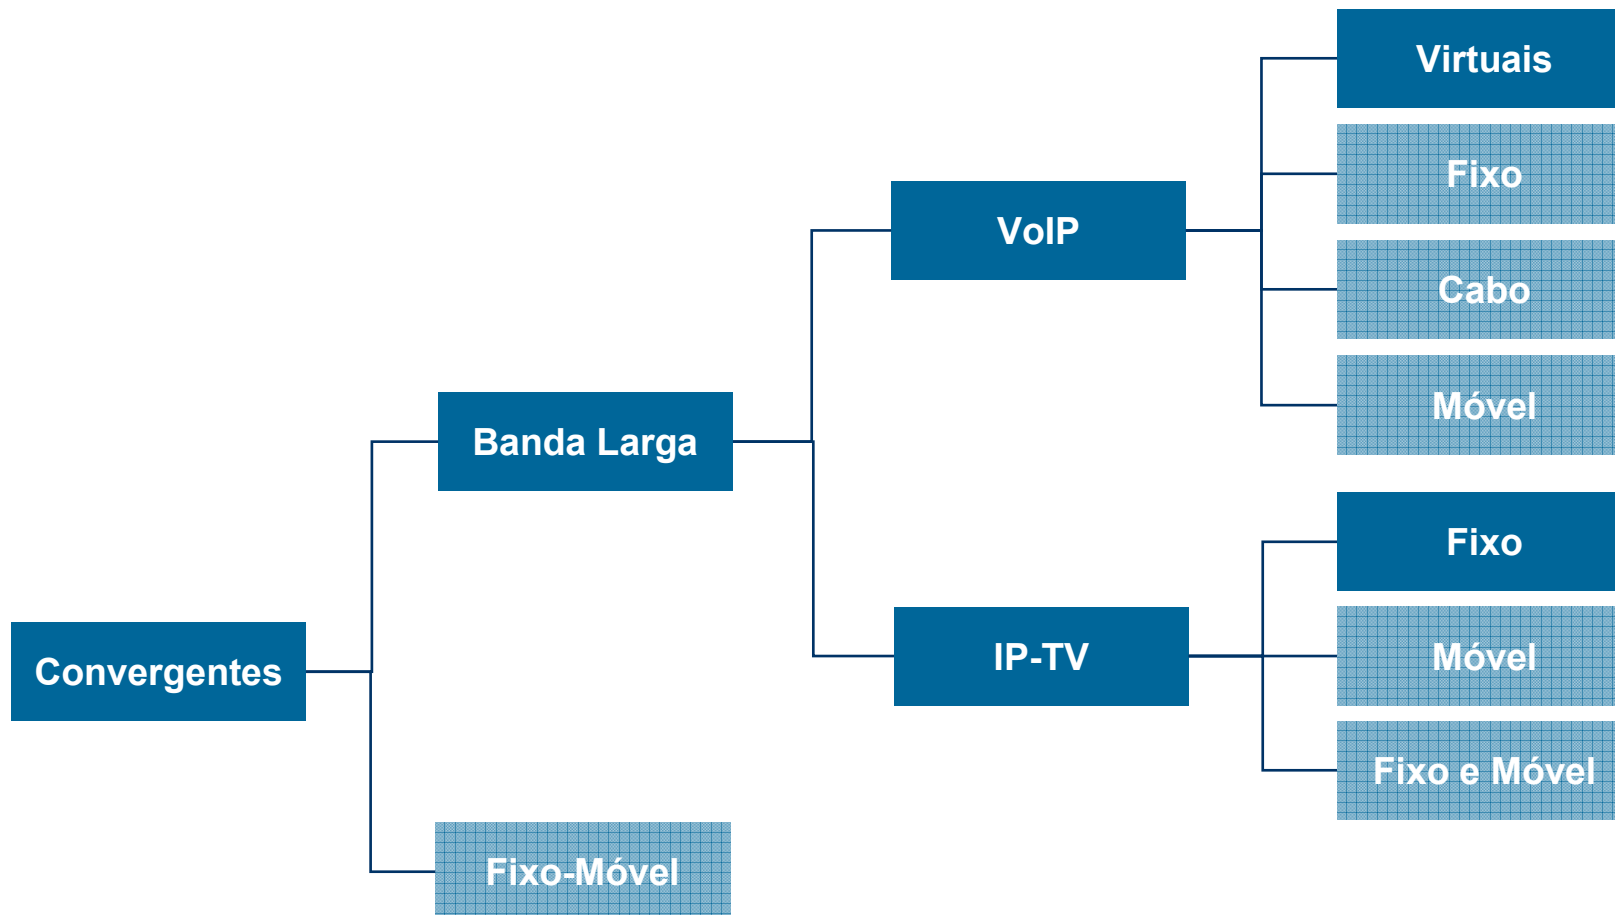 Virtuais
Fixo
VoIP
Cabo
Móvel
Banda Larga
Fixo
Convergentes
IP-TV
Móvel
Fixo e Móvel
Fixo-Móvel